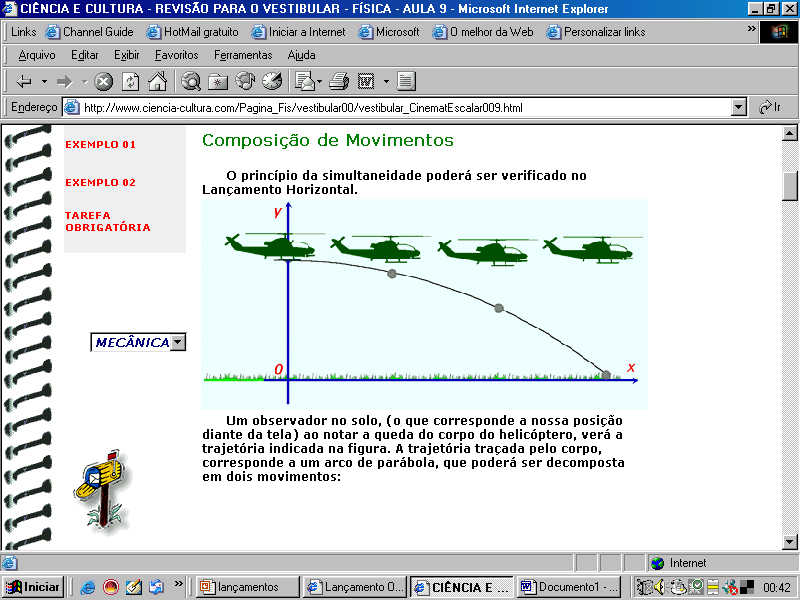 CIÊNCIA E CULTURA - REVISÃO PARA O VESTIBULAR - FÍSICA - AULA 9 - Microsoft Internet Explorer
Links Channel Guide HotMail gratuito Iniciar a Internet Microsoft O melhor da Web Personalizar links »
Arquivo Editar Exibir Favoritos Ferramentas Ajuda
Endereço http://www.ciencia-cultura.com/Pagina_Fis/vestibular00/vestibular_CinematEscalar009.html Ir
EXEMPLO 01
EXEMPLO 02
TAREFA
OBRIGATÓRIA
MECÂNICA
Composição de Movimentos
O princípio da simultaneidade poderá ser verificado no
Lançamento Horizontal.
y
0
x
Um observador no solo, (o que corresponde a nossa posição
diante da tela) ao notar a queda do corpo do helicóptero, verá a
trajetória indicada na figura. A trajetória traçada pelo corpo,
corresponde a um arco de parábola, que poderá ser decomposta
em dois movimentos:
Internet
Iniciar » lançamentos Lançamento O... CIÊNCIA E ... Documento1 - ... 00:42